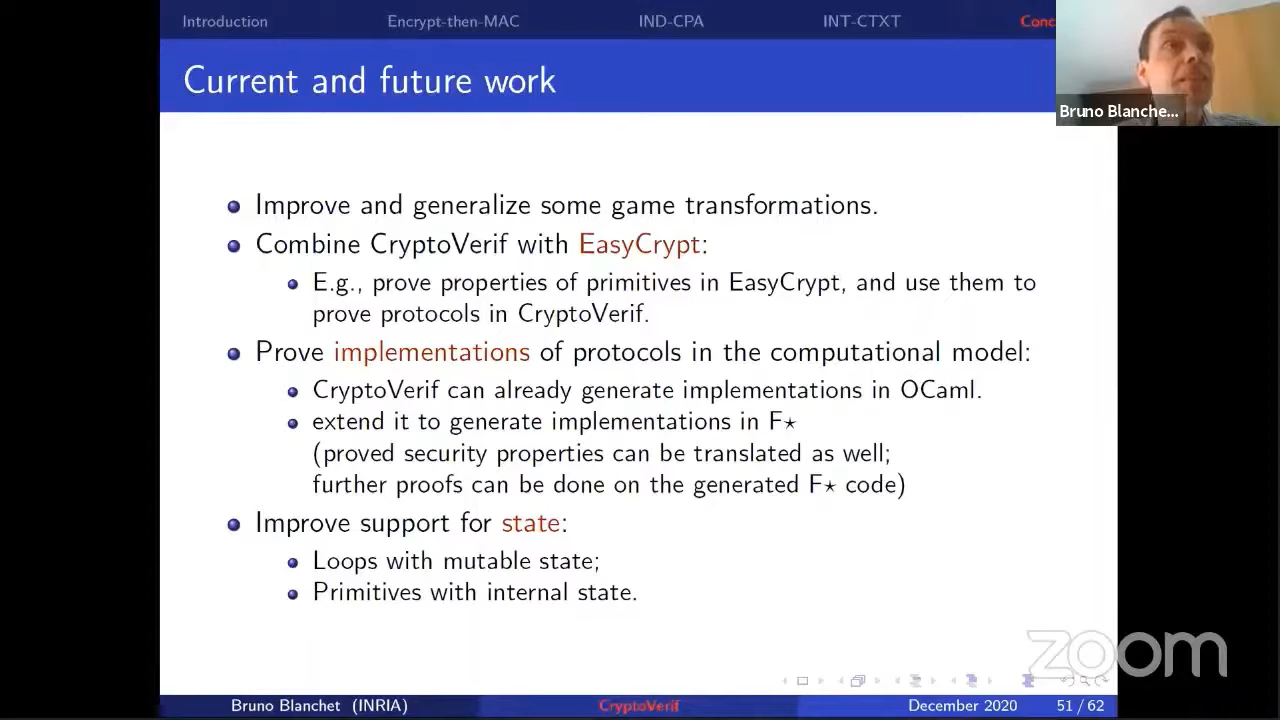 Introduction Encrypt-then-MAC IND-CPA INT-CTXT Conc
Current and future work
Bruno Blanche...
Improve and generalize some game transformations.
Combine CryptoVerif with EasyCrypt:
E.g., prove properties of primitives in EasyCrypt, and use them to
prove protocols in CryptoVerif.
Prove implementations of protocols in the computational model:
CryptoVerif can already generate implementations in OCaml.
extend it to generate implementations in F⋆
(proved security properties can be translated as well;
further proofs can be done on the generated F⋆ code)
Improve support for state:
Loops with mutable state;
Primitives with internal state.
zoom
Bruno Blanchet (INRIA) CryptoVerif December 2020 51 / 62